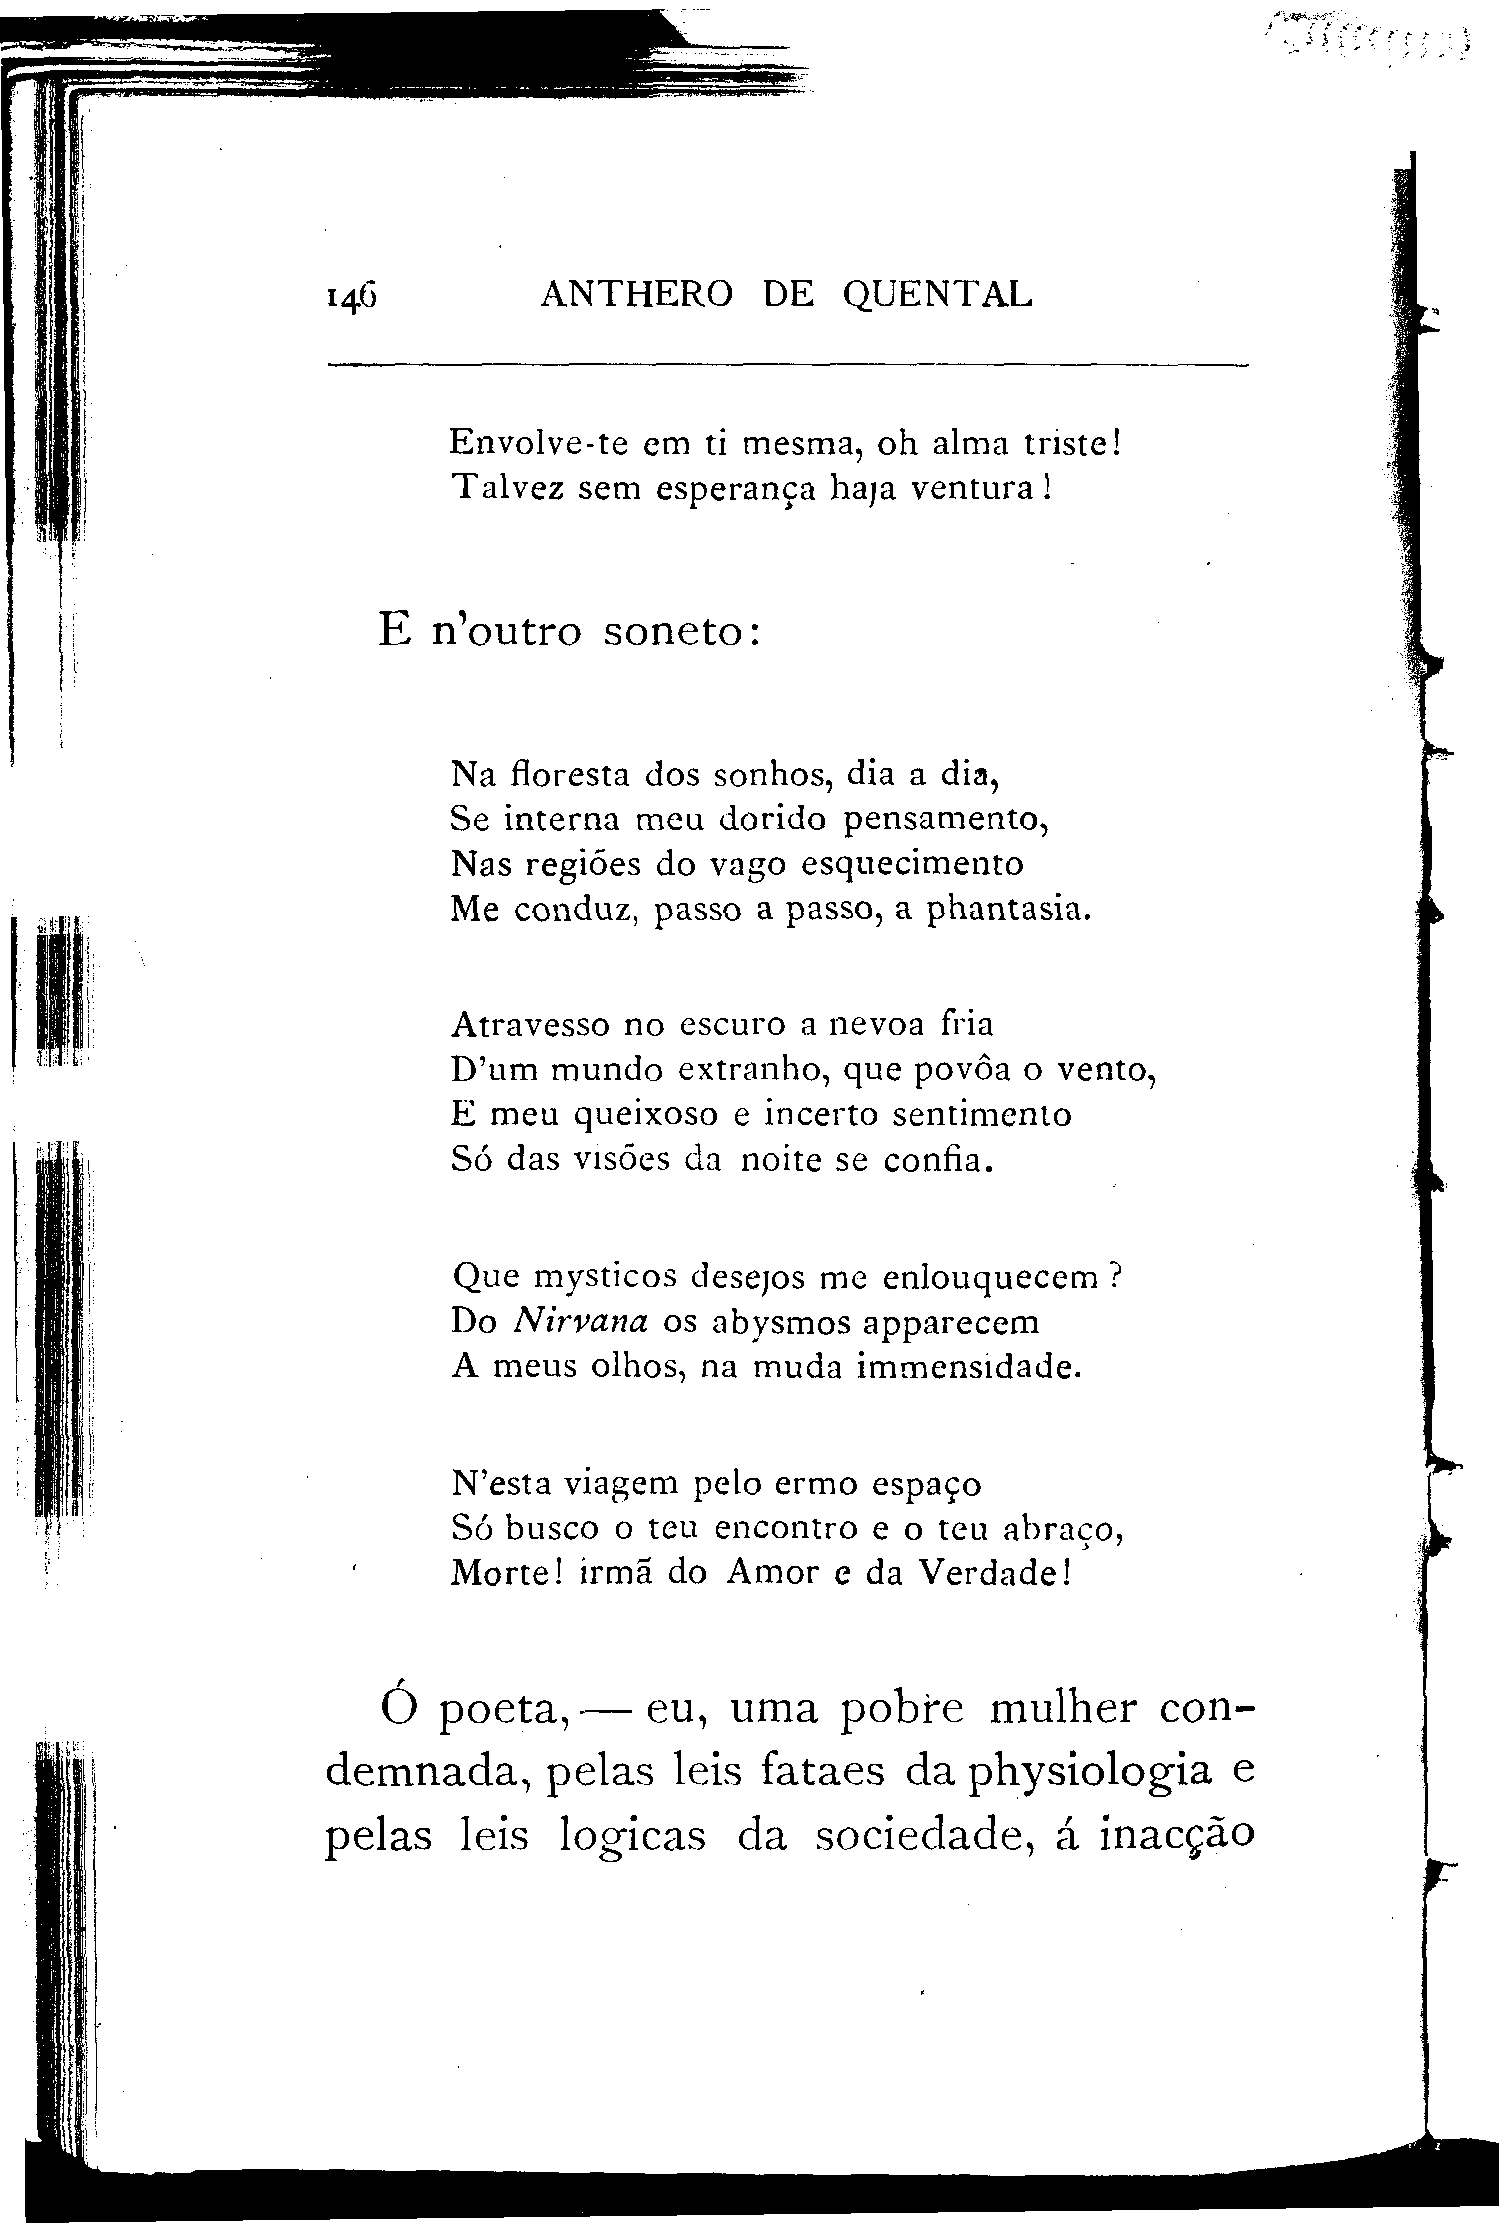 146 ANTHERO DE QUENTAL
Envolve-te em ti mesma, oh alma triste!
Talvez sem esperança haja ventura!
E n'outro soneto:
Na floresta dos sonhos, dia a dia,
Se interna meu dorido pensamento,
Nas regiões do vago esquecimento
Me conduz, passo a passo, a phantasia.
Atravesso no escuro a nevoa fria
D'um mundo extranho, que povôa o vento,
E meu queixoso e incerto sentimento
Só das visões da noite se confia.
Que mysticos desejos me enlouquecem?
Do Nirvana os abysmos apparecem
A meus olhos, na muda immensidade.
N'esta viagem pelo ermo espaço
Só busco o teu encontro e o teu abraço,
Morte! irmã do Amor e da Verdade!
Ó poeta,— eu, uma pobre mulher con-
demnada, pelas leis fataes da physiologia e
pelas leis logicas da sociedade, á inacção